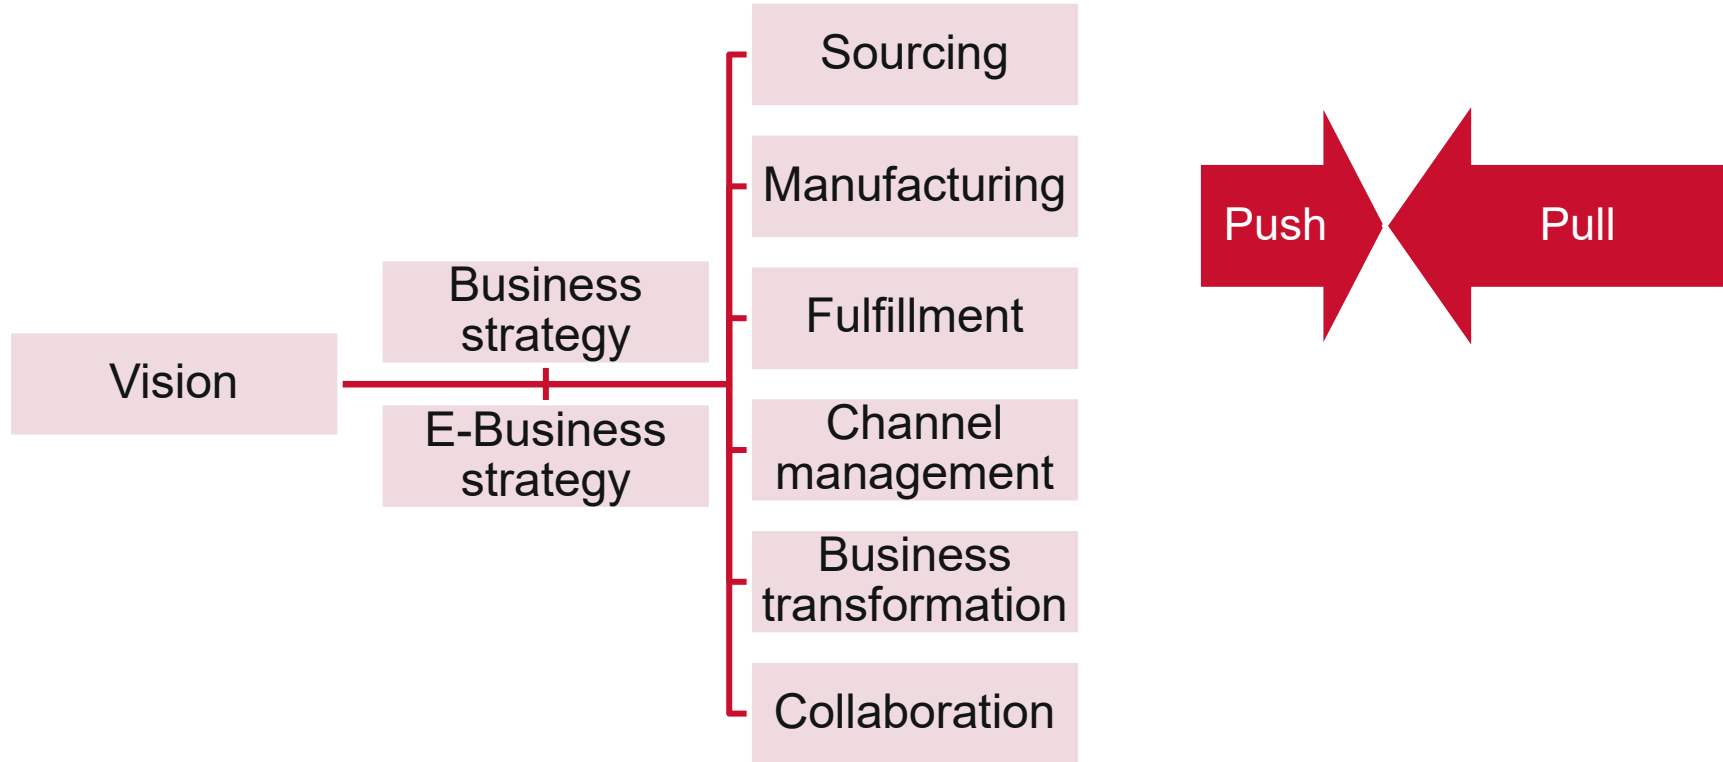 Vision
Business
strategy
E-Business
strategy
Sourcing
Manufacturing
Fulfillment
Channel
management
Business
transformation
Collaboration
Push
Pull